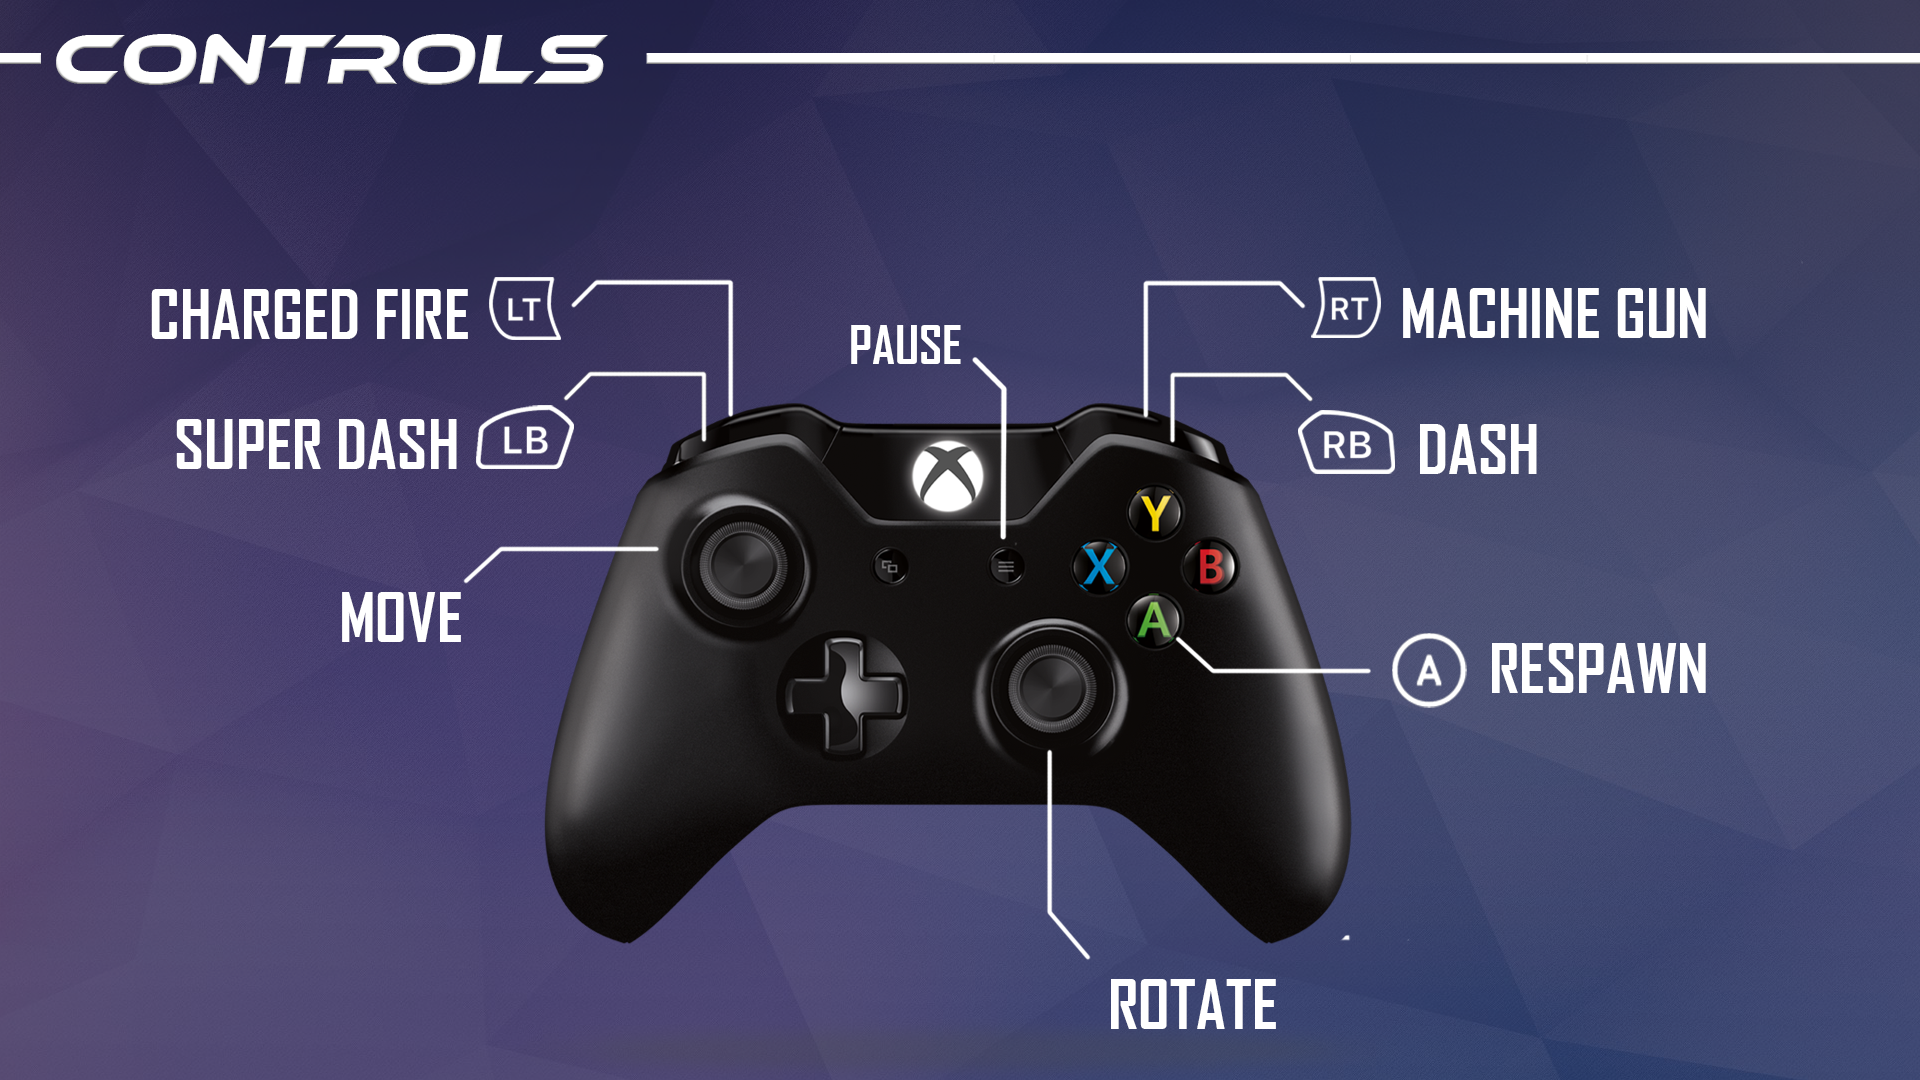 CONTROLS
CHARGED FIRE LT
RT MACHINE GUN
PAUSE
SUPER DASH LB
RB DASH
Y
X B
A
MOVE
A RESPAWN
ROTATE